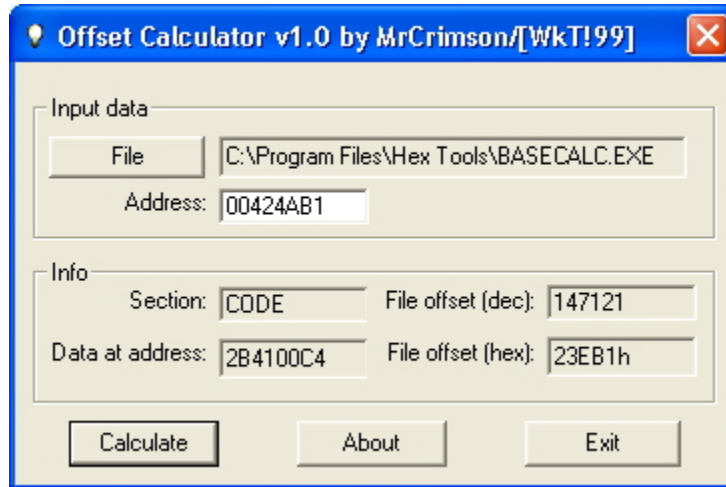 Offset Calculator v1.0 by MrCrimson/[WkT!99]
Input data
File C:\Program Files\Hex Tools\BASECALC.EXE
Address: 00424AB1
Info
Section: CODE File offset (dec): 147121
Data at address: 2B4100C4 File offset (hex): 23EB1h
Calculate About Exit